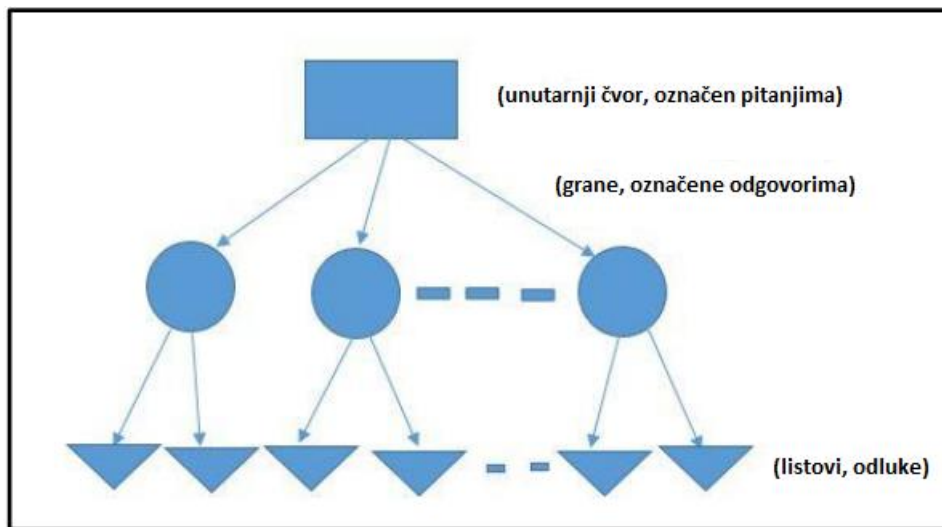 (unutarnji čvor, označen pitanjima)
(grane, označene odgovorima)
(listovi, odluke)